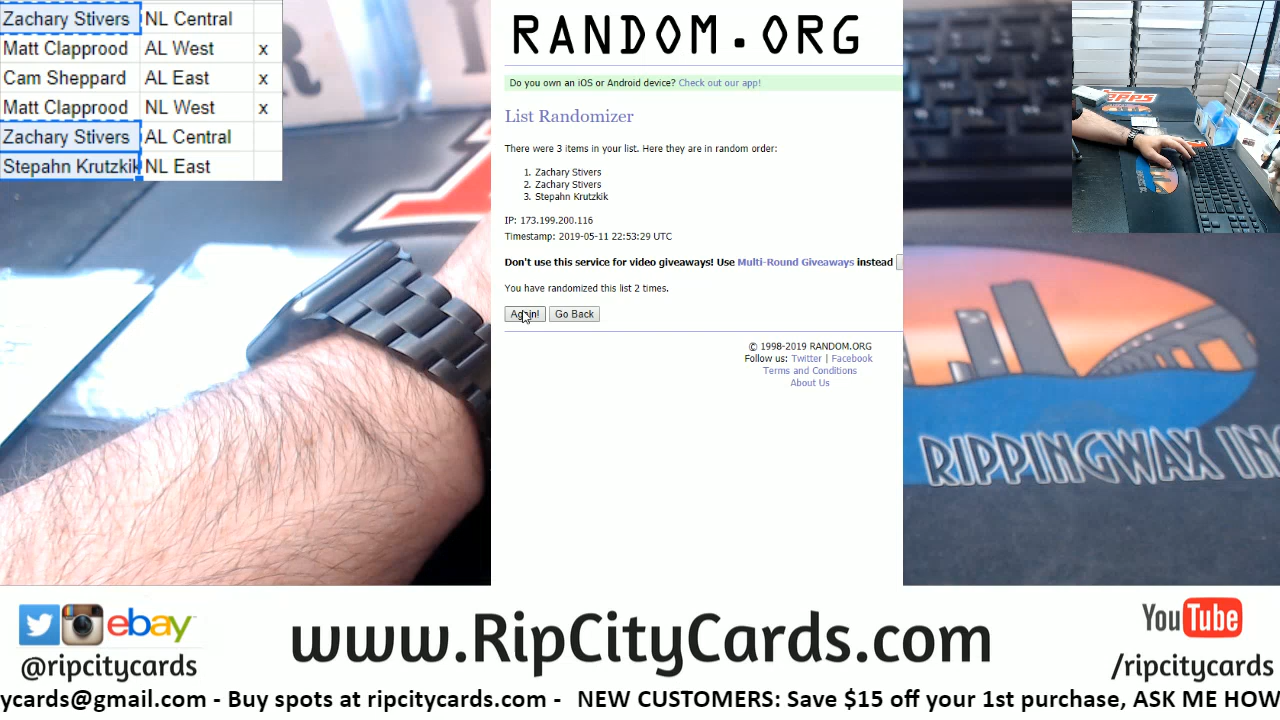 Zachary Stivers NL Central
Matt Clapprood AL West x
Cam Sheppard AL East x
Matt Clapprood NL West x
Zachary Stivers AL Central
Stepahn Krutzkik NL East
RANDOM.ORG
Do you own an iOS or Android device? Check out our app!
List Randomizer
There were 3 items in your list. Here they are in random order:
1. Zachary Stivers
2. Zachary Stivers
3. Stepahn Krutzkik
IP: 173.199.200.116
Timestamp: 2019-05-11 22:53:29 UTC
Don't use this service for video giveaways! Use Multi-Round Giveaways instead
You have randomized this list 2 times.
Again! Go Back
© 1998-2019 RANDOM.ORG
Follow us: Twitter | Facebook
Terms and Conditions
About Us
RIPPINGWAX IN
ebay
@ripcitycards
www.RipCityCards.com
YouTube
/ripcitycards
ycards@gmail.com - Buy spots at ripcitycards.com - NEW CUSTOMERS: Save $15 off your 1st purchase, ASK ME HOW